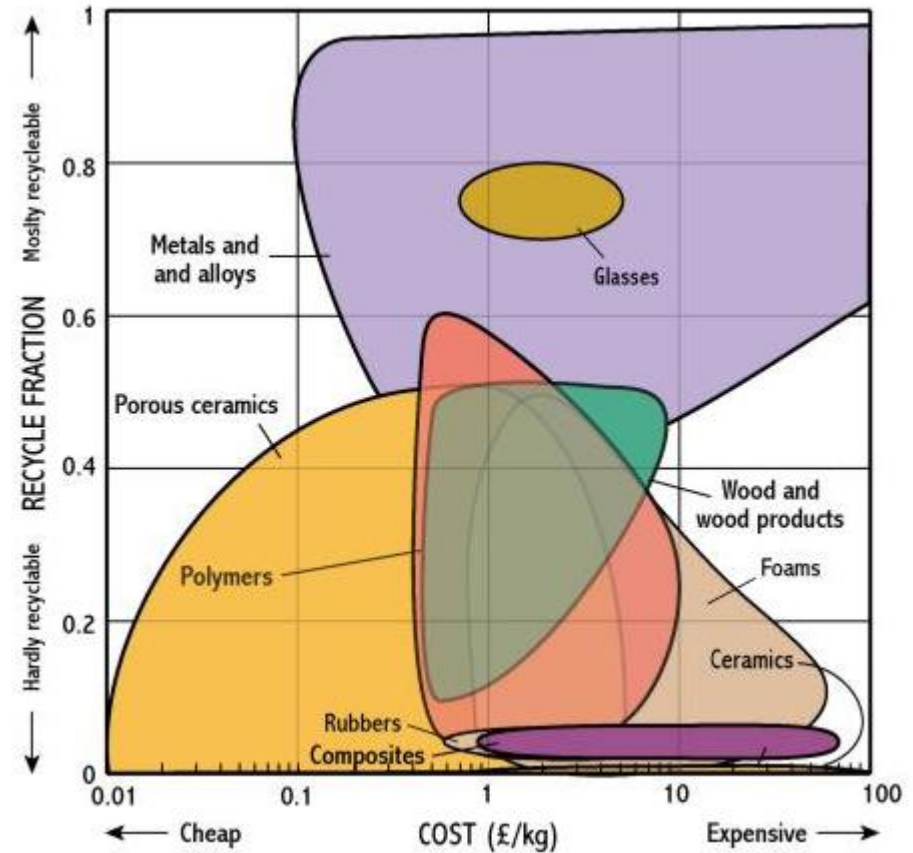 1
0.8
0.6
0.4
0.2
0
Moslty recycleable
RECYCLE FRACTION
Hardly recyclable
Metals and
and alloys
Glasses
Porous ceramics
Wood and
wood products
Polymers
Foams
Ceramics
Rubbers
Composites
0.01 0.1 1 10 100
Cheap COST (£/kg) Expensive